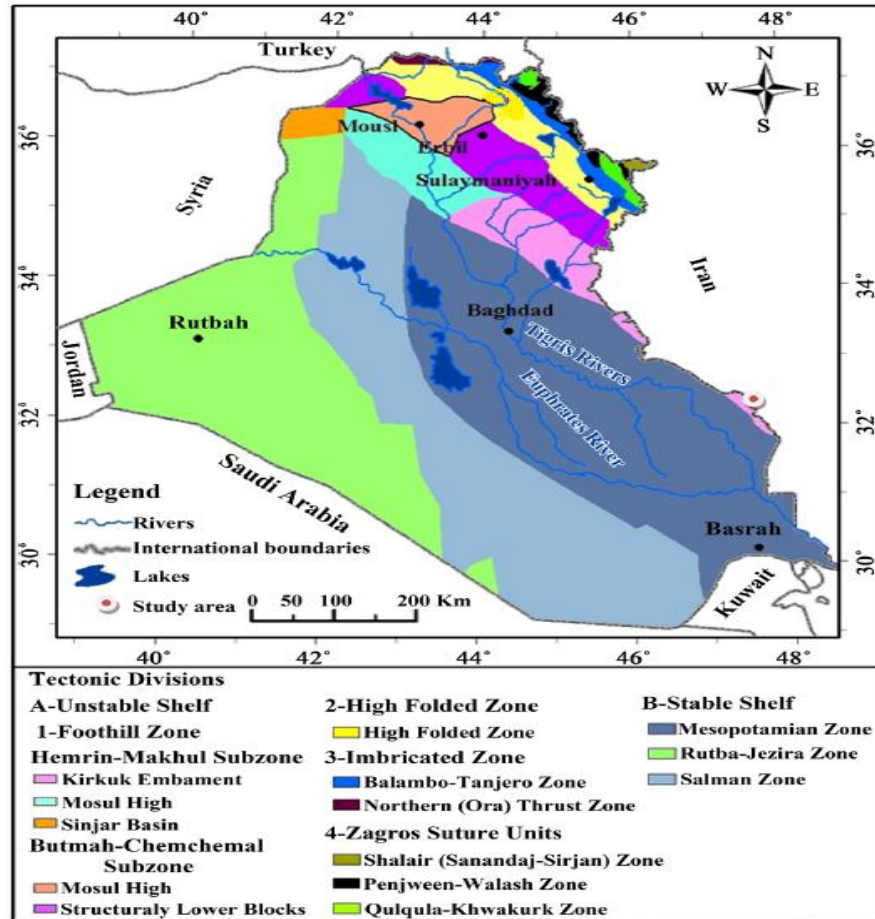 40° 42° 44° 46° 48°
Turkey
N
W E
S
Mousl
Erbil
36° 36°
Sulaymaniyah
Syria
Iran
34° 34°
Baghdad
Rutbah
Tigris Rivers
Jordan
Euphrates River
32° 32°
Saudi Arabia
Legend
Rivers
International boundaries
Lakes
Study area
Basrah
30° 30°
Kuwait
0 50 100 200 Km
40° 42° 44° 46° 48°
Tectonic Divisions
A-Unstable Shelf
1-Foothill Zone
Hemrin-Makhul Subzone
Kirkuk Embament
Mosul High
Sinjar Basin
Butmah-Chemchemal
Subzone
Mosul High
Structuraly Lower Blocks
2-High Folded Zone
High Folded Zone
3-Imbricated Zone
Balambo-Tanjero Zone
Northern (Ora) Thrust Zone
4-Zagros Suture Units
Shalair (Sanandaj-Sirjan) Zone
Penjween-Walash Zone
Qulqula-Khwakurk Zone
B-Stable Shelf
Mesopotamian Zone
Rutba-Jezira Zone
Salman Zone